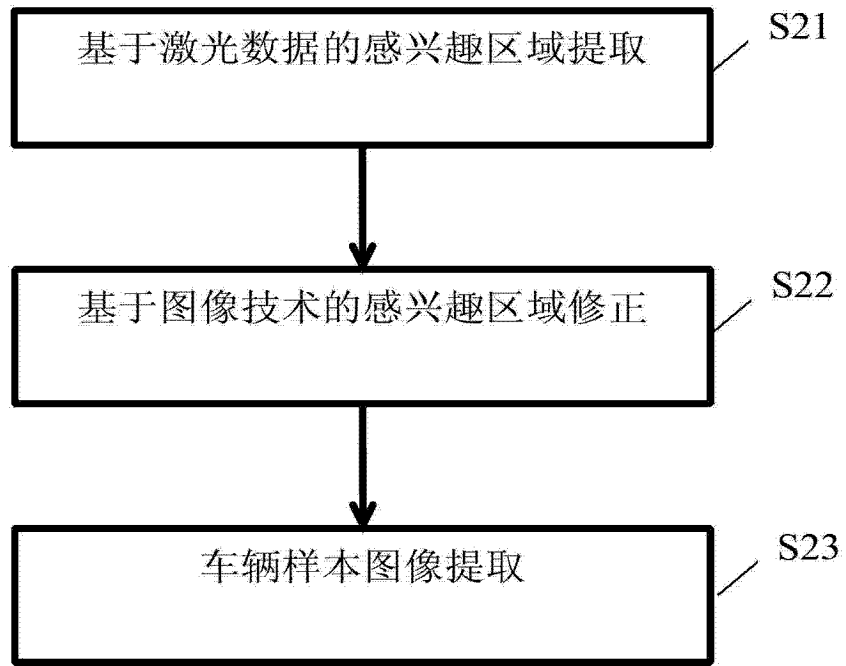 基于激光数据的感兴趣区域提取
S21
基于图像技术的感兴趣区域修正
S22
车辆样本图像提取
S23